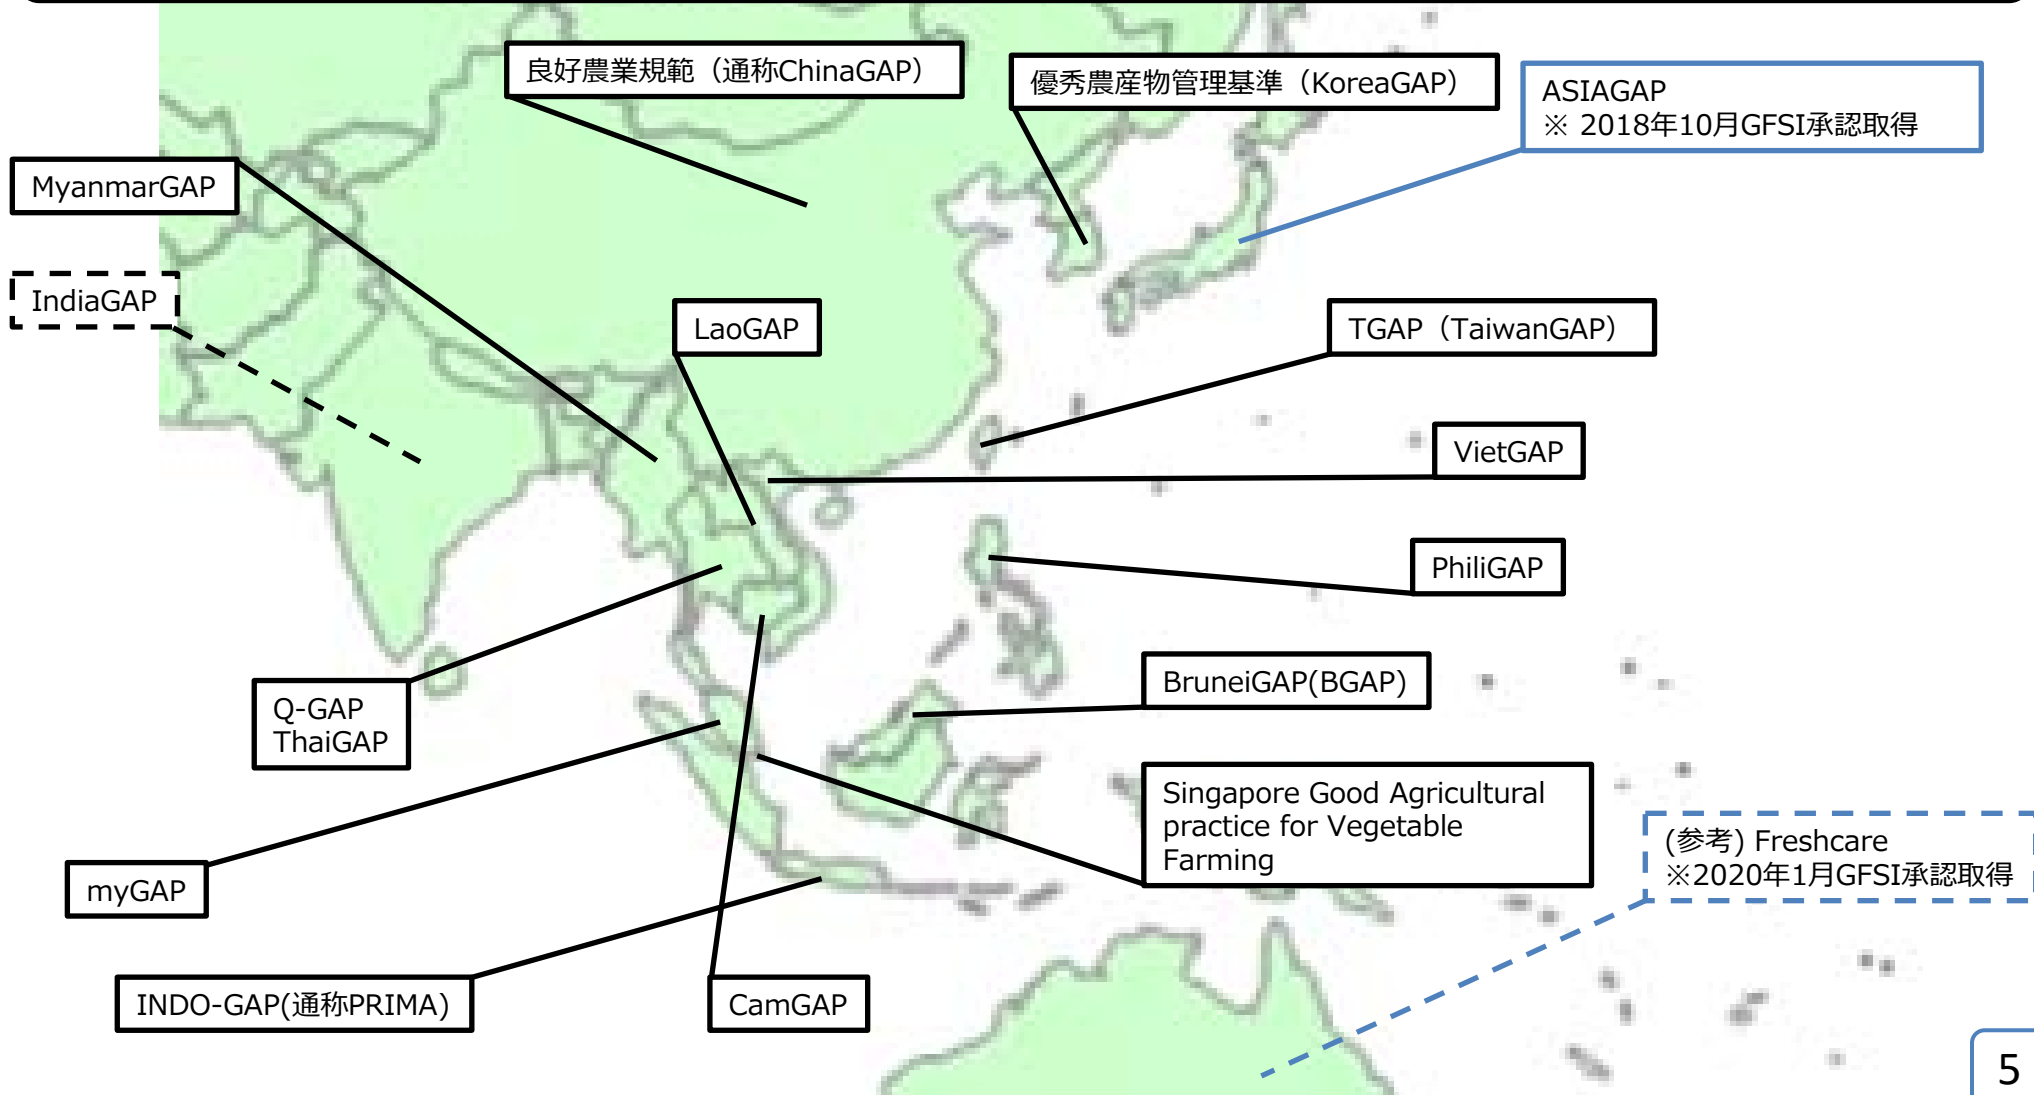 良好農業規範（通称ChinaGAP）
優秀農産物管理基準（KoreaGAP）
ASIAGAP
※ 2018年10月GFSI承認取得
MyanmarGAP
IndiaGAP
LaoGAP
TGAP（TaiwanGAP）
VietGAP
PhiliGAP
Q-GAP
ThaiGAP
BruneiGAP(BGAP)
Singapore Good Agricultural
practice for Vegetable
Farming
(参考) Freshcare
※2020年1月GFSI承認取得
myGAP
INDO-GAP(通称PRIMA)
CamGAP
5